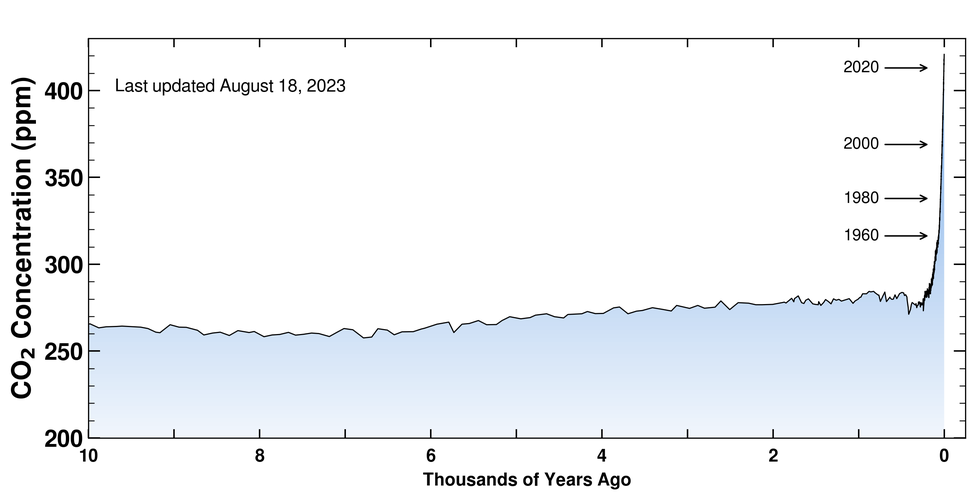 Last updated August 18, 2023
2020
2000
1980
1960
CO2 Concentration (ppm)
400
350
300
250
200
10 8 6 4 2 0
Thousands of Years Ago